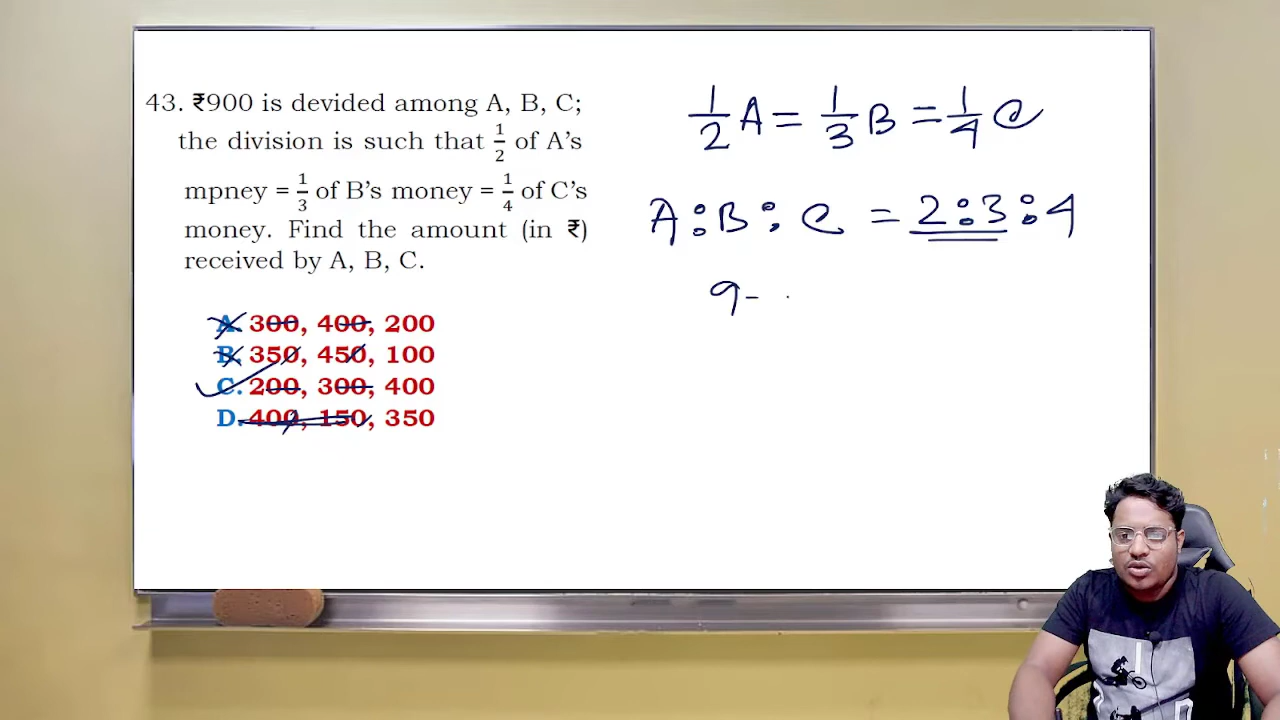 43. ₹900 is devided among A, B, C;
the division is such that 1/2 of A's
mpney = 1/3 of B's money = 1/4 of C's
money. Find the amount (in ₹)
received by A, B, C.
A. 300, 400, 200
B. 350, 450, 100
C. 200, 300, 400
D. 400, 150, 350
1/2 A = 1/3 B = 1/4 C
A : B : C = 2 : 3 : 4
9-